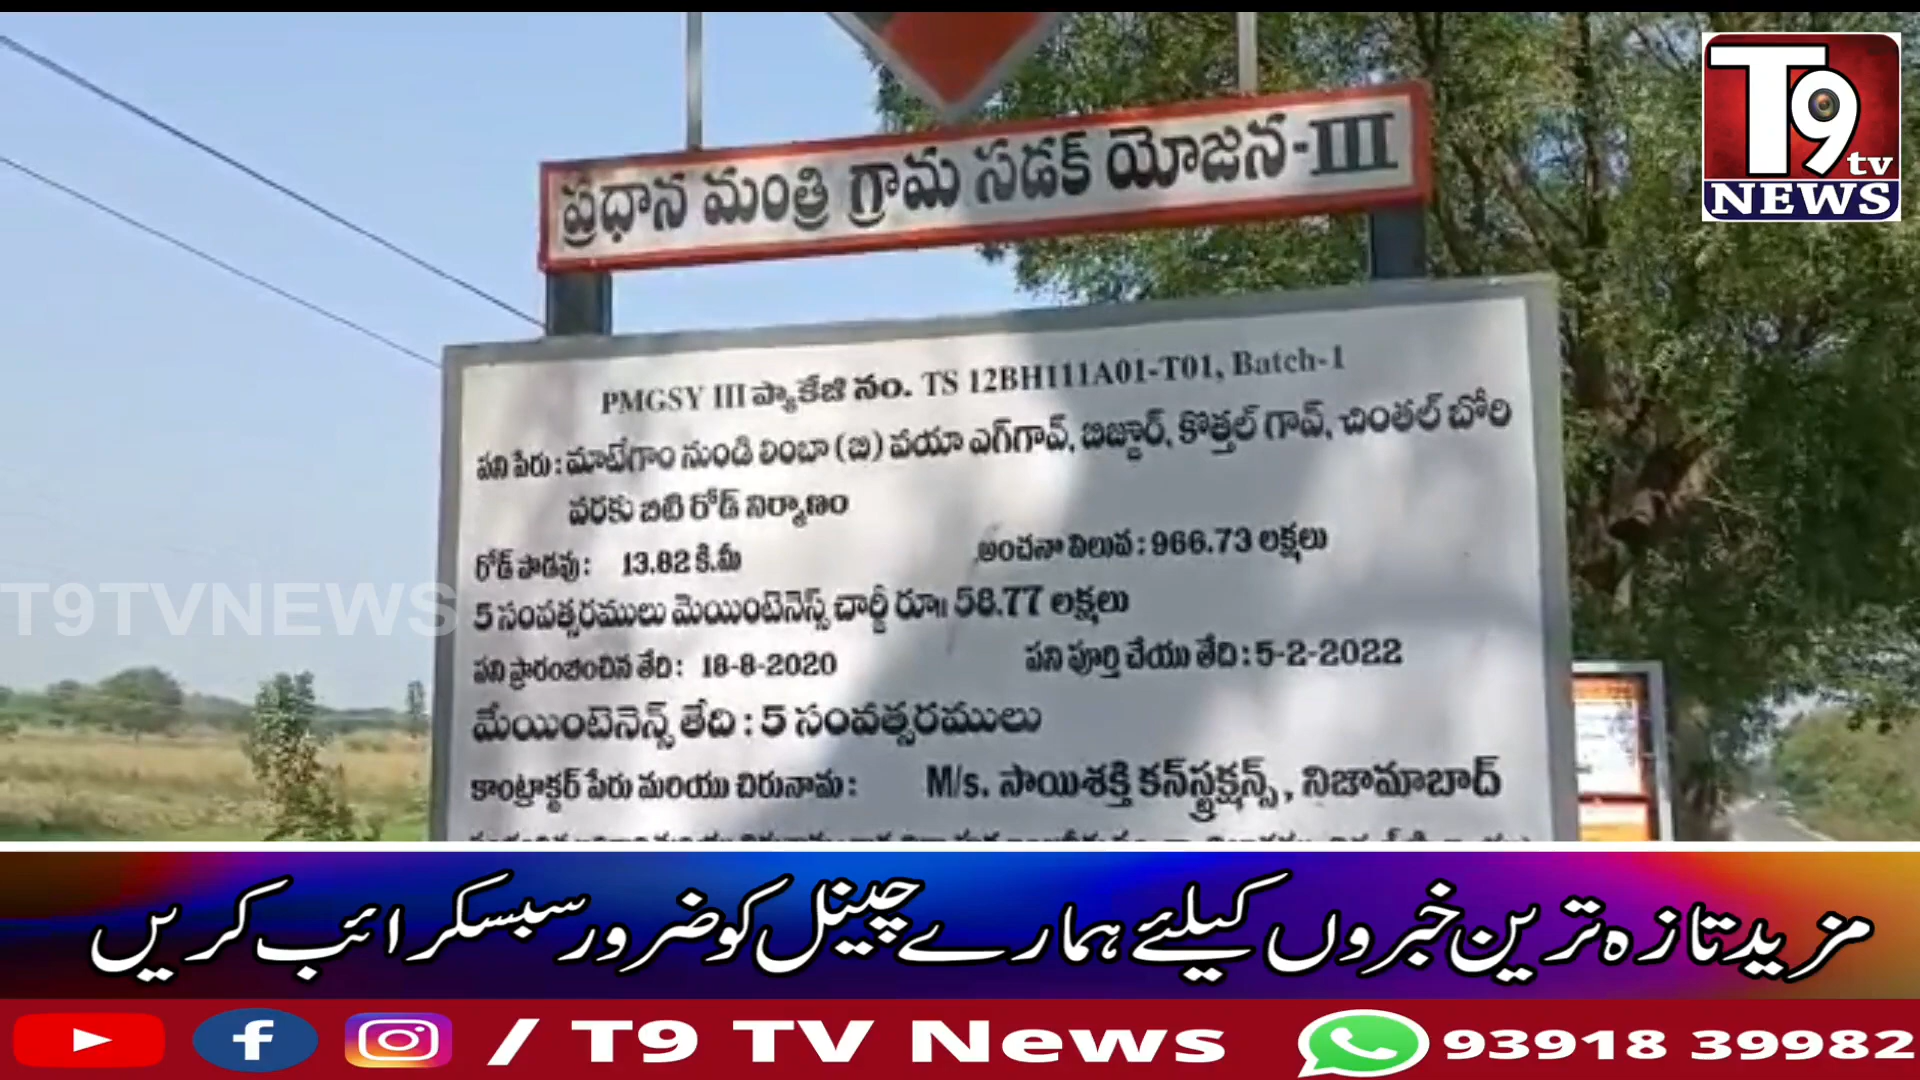 T9 tv
NEWS
ప్రధాన మంత్రి గ్రామ సడక్ యోజన-III
PMGSY III ప్యాకేజి నం. TS 12BH111A01-T01, Batch-1
పని పేరు : మాటేగాం నుండి లింబా (బి) వయా ఎగ్‌గావ్, బిజ్జూర్, కొత్తల్ గావ్, చింతల్ బోరి
వరకు బిటి రోడ్ నిర్మాణం
రోడ్ పొడవు : 13.82 కి.మీ అంచనా విలువ : 966.73 లక్షలు
5 సంవత్సరములు మెయింటెనెన్స్ చార్జీ రూ॥ 58.77 లక్షలు
పని ప్రారంభించిన తేది : 18-8-2020 పని పూర్తి చేయు తేది : 5-2-2022
మేయింటెనెన్స్ తేది : 5 సంవత్సరములు
కాంట్రాక్టర్ పేరు మరియు చిరునామ : M/s. సాయిశక్తి కన్‌స్ట్రక్షన్స్, నిజామాబాద్
T9TVNEWS
مزید تازہ ترین خبروں کیلئے ہمارے چینل کو ضرور سبسکرائب کریں
/ T9 TV News 93918 39982